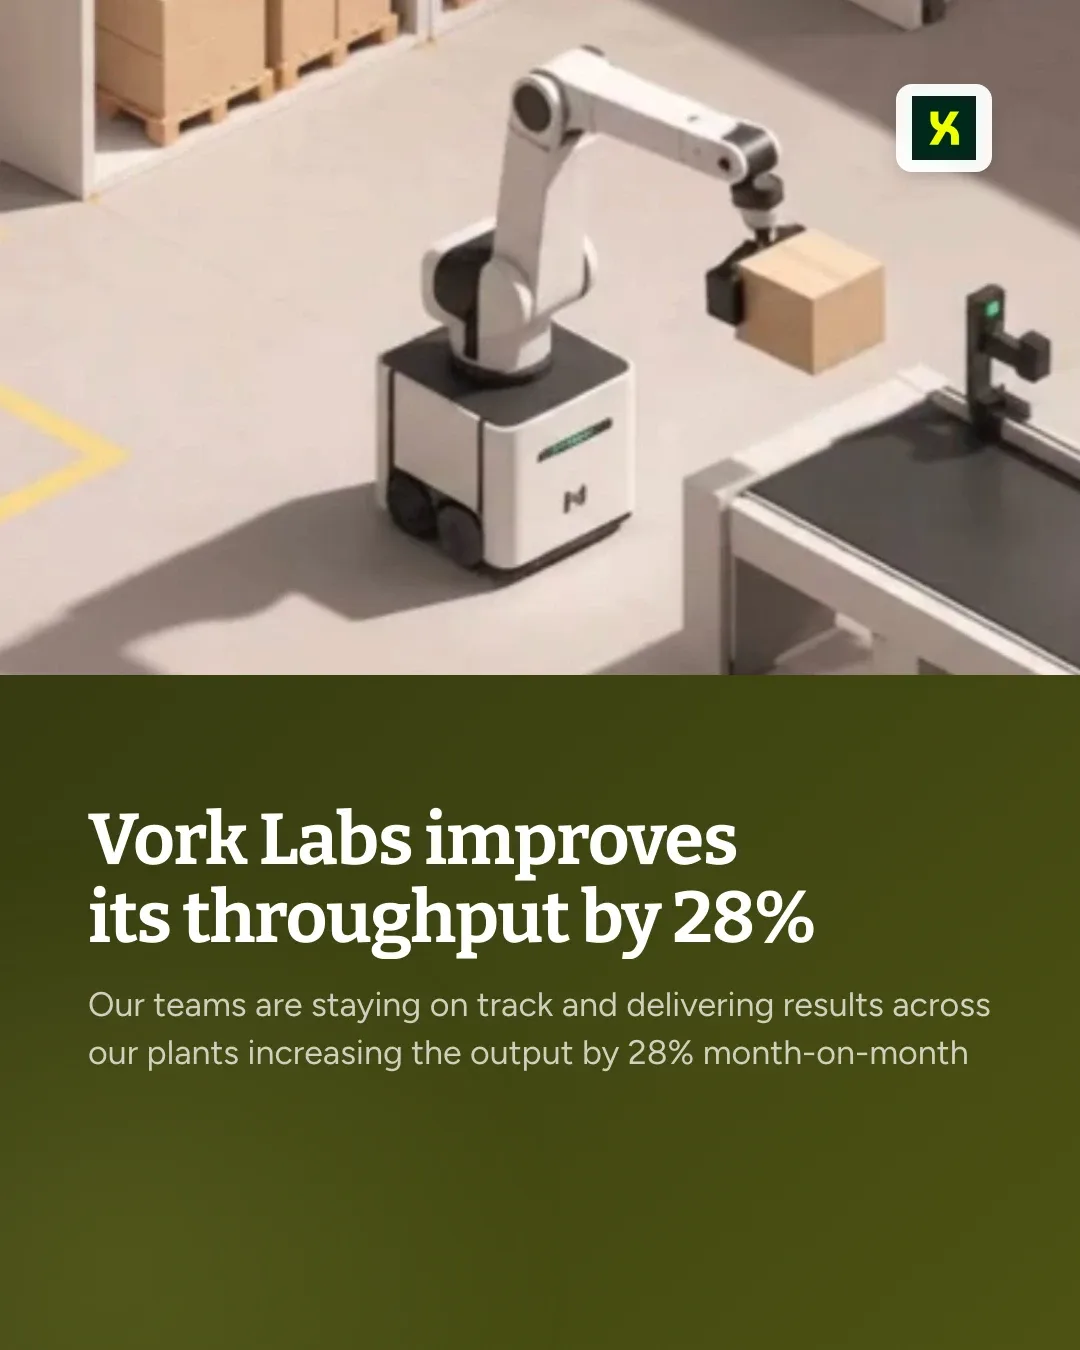 Vork Labs improves
its throughput by 28%
Our teams are staying on track and delivering results across
our plants increasing the output by 28% month-on-month